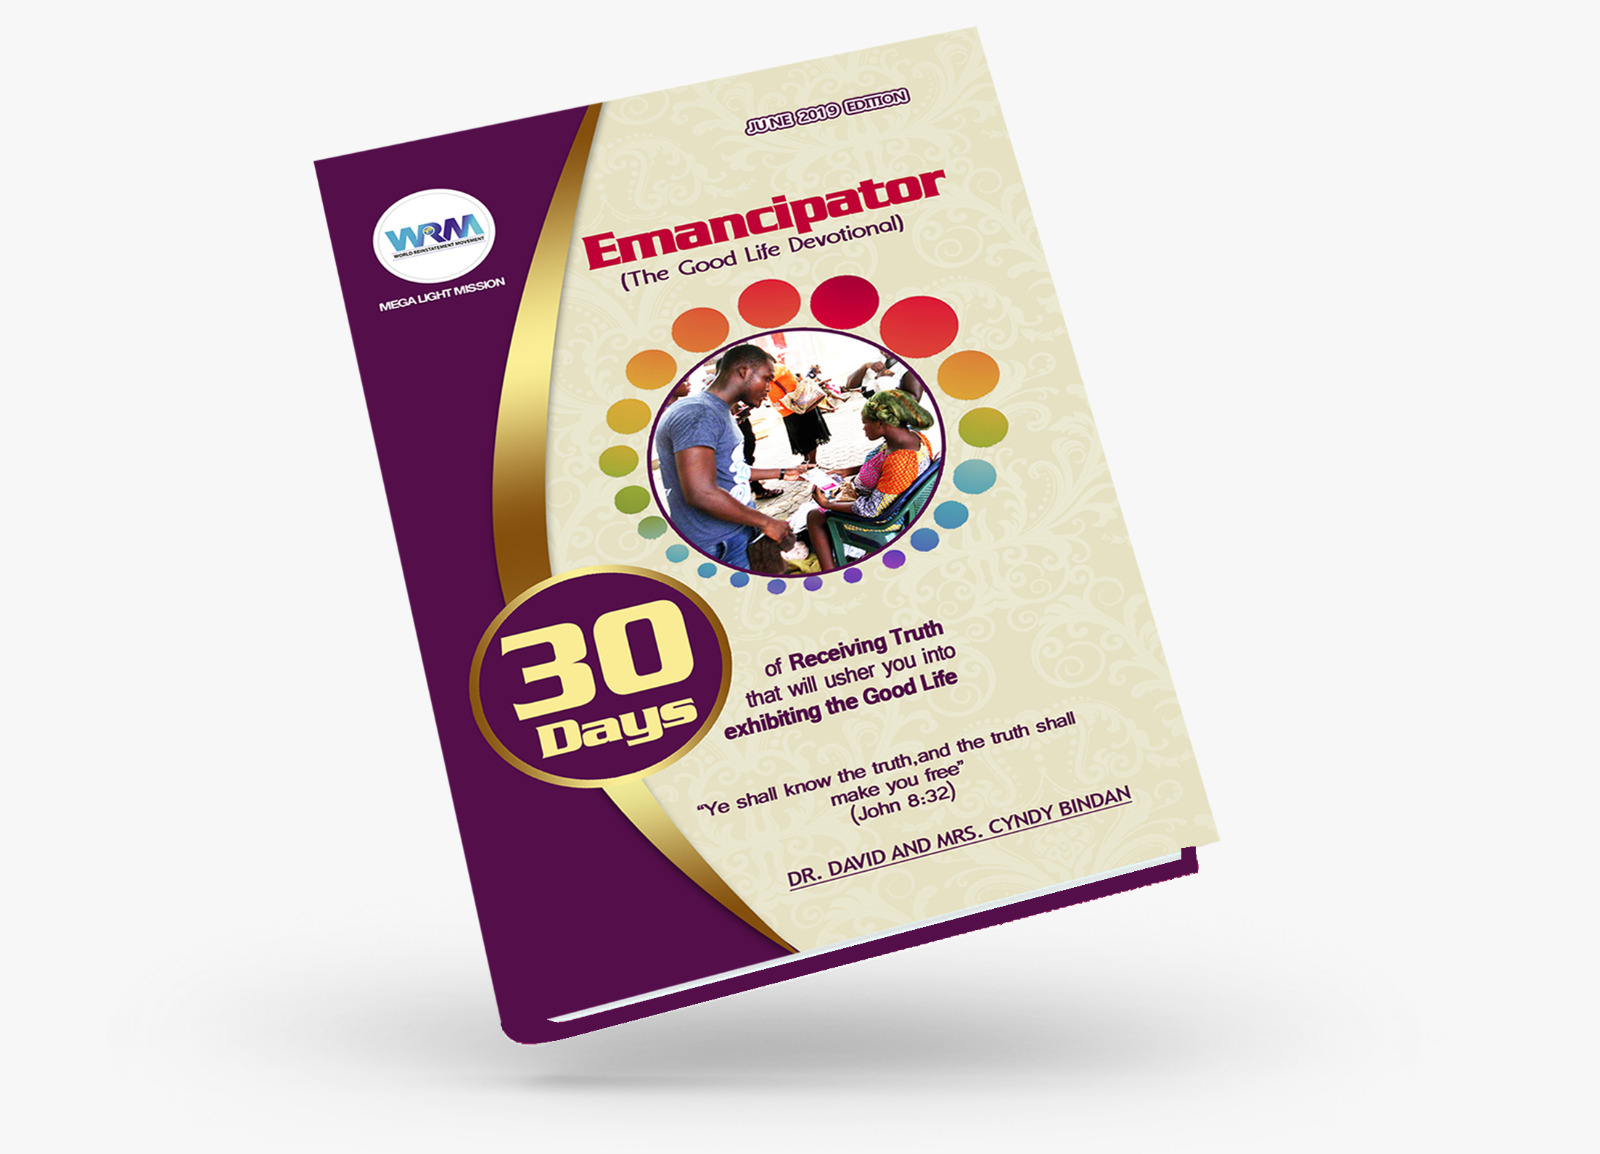 JUNE 2019 EDITION
WRM
WORLD REINSTATEMENT MOVEMENT
MEGA LIGHT MISSION
Emancipator
(The Good Life Devotional)
30
Days
of Receiving Truth
that will usher you into
exhibiting the Good Life
“Ye shall know the truth,and the truth shall
make you free”
(John 8:32)
DR. DAVID AND MRS. CYNDY BINDAN